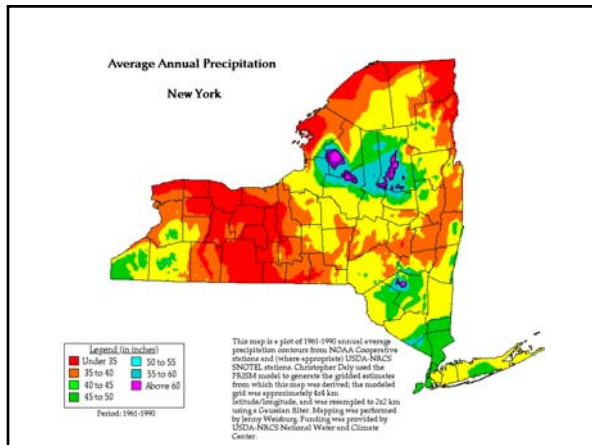 Average Annual Precipitation
New York
Legend (in inches)
Under 35
35 to 40
40 to 45
45 to 50
50 to 55
55 to 60
Above 60
Period: 1961-1990
This map is a plot of 1961-1990 annual average
precipitation contours from NOAA Cooperative
stations and (where appropriate) USDA-NRCS
SNOTEL stations. Christopher Daly used the
PRISM model to generate the gridded estimates
from which this map was derived; the modeled
grid was approximately 4x4 km
latitude/longitude, and was resampled to 2x2 km
using a Gaussian filter. Mapping was performed
by Jenny Weisburg. Funding was provided by
USDA-NRCS National Water and Climate
Center.